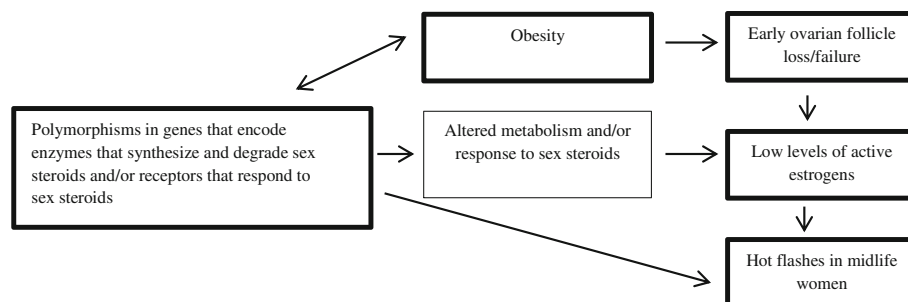 Obesity
Early ovarian follicle
loss/failure
Polymorphisms in genes that encode
enzymes that synthesize and degrade sex
steroids and/or receptors that respond to
sex steroids
Altered metabolism and/or
response to sex steroids
Low levels of active
estrogens
Hot flashes in midlife
women